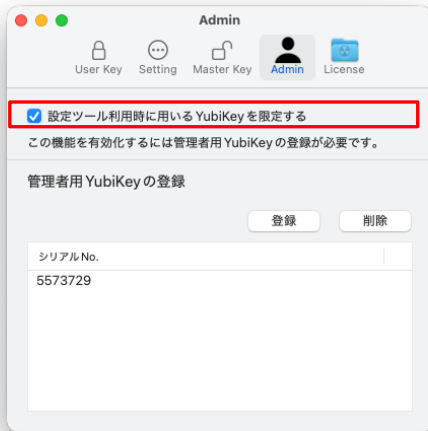 Admin
User Key
Setting
Master Key
Admin
License
設定ツール利用時に用いるYubiKeyを限定する
この機能を有効化するには管理者用YubiKeyの登録が必要です。
管理者用YubiKeyの登録
登録
削除
シリアルNo.
5573729